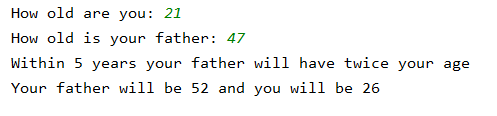 How old are you: 21
How old is your father: 47
Within 5 years your father will have twice your age
Your father will be 52 and you will be 26